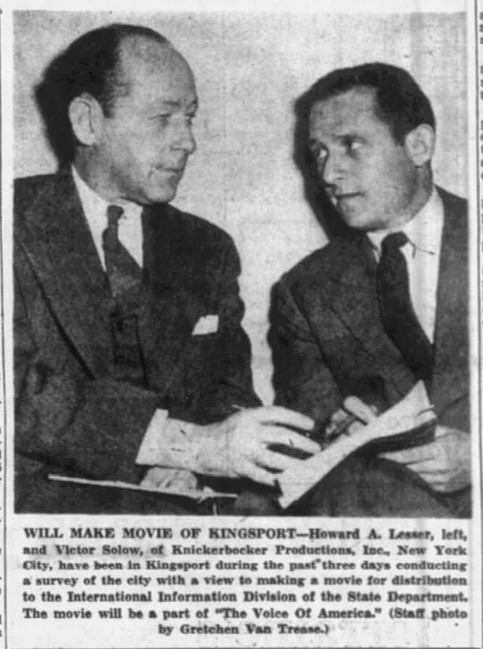 WILL MAKE MOVIE OF KINGSPORT—Howard A. Lesser, left,
and Victor Solow, of Knickerbocker Productions, Inc., New York
City, have been in Kingsport during the past three days conducting
a survey of the city with a view to making a movie for distribution
to the International Information Division of the State Department.
The movie will be a part of "The Voice Of America." (Staff photo
by Gretchen Van Trease.)